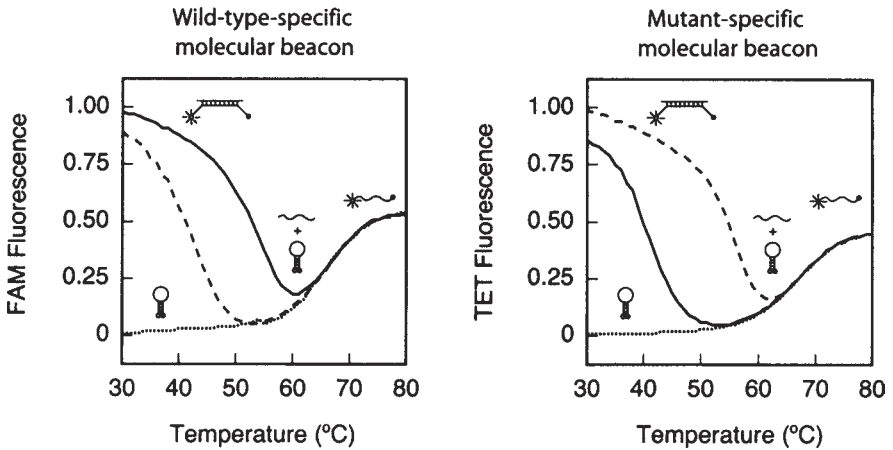 Wild-type-specific
molecular beacon
FAM Fluorescence
1.00
0.75
0.50
0.25
0
+
30 40 50 60 70 80
Temperature (ºC)
Mutant-specific
molecular beacon
TET Fluorescence
1.00
0.75
0.50
0.25
0
+
30 40 50 60 70 80
Temperature (ºC)